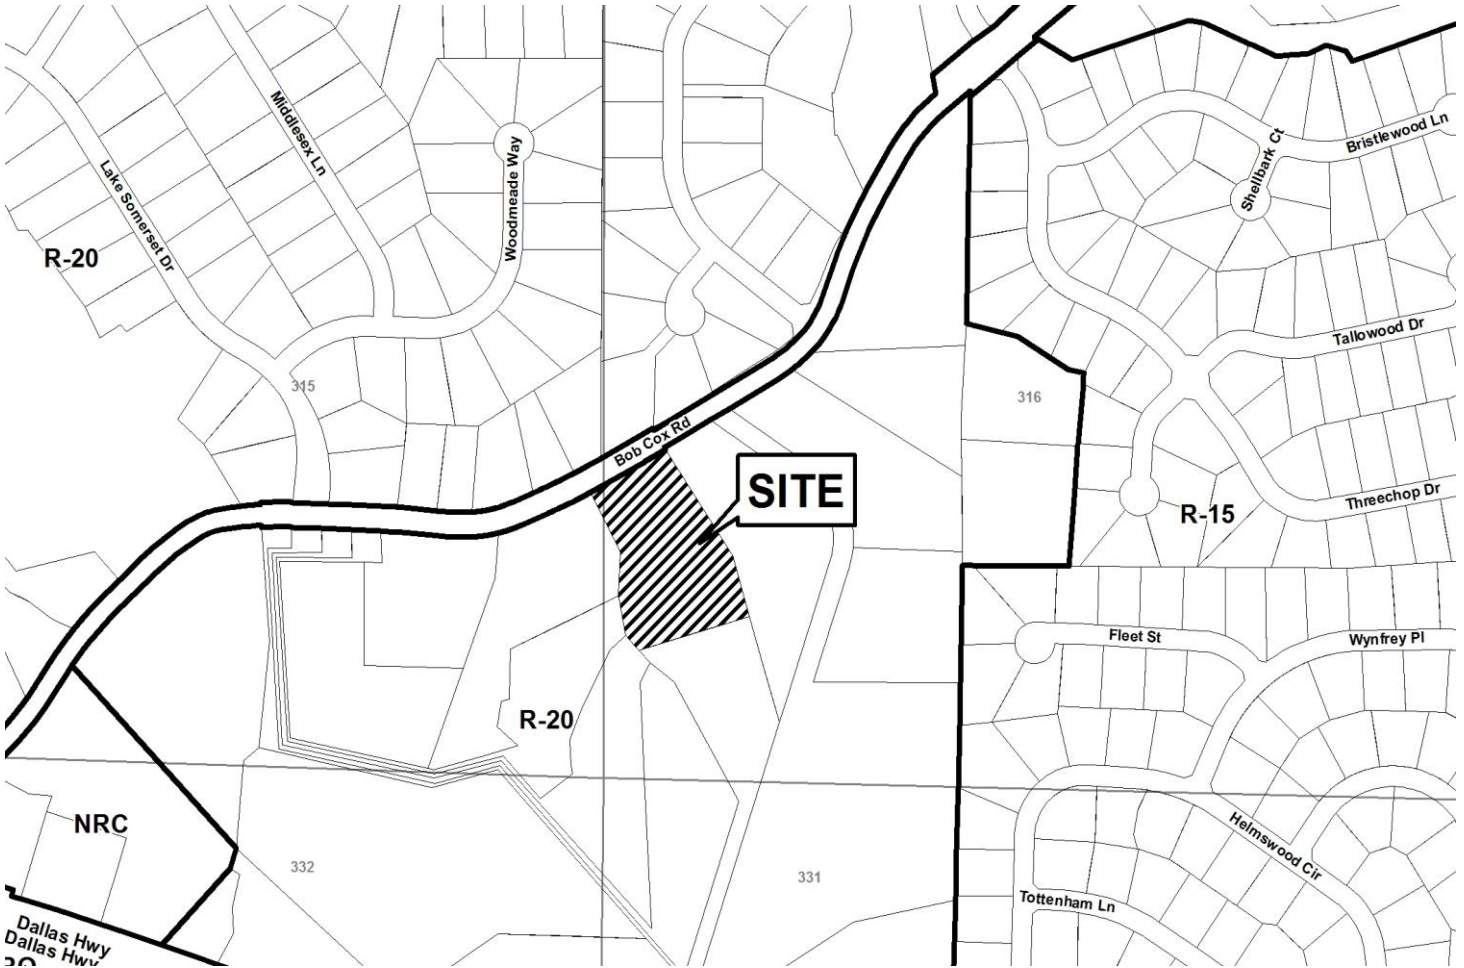 Middlesex Ln
Lake Somerset Dr
Woodmeade Way
Shellbark Ct
Bristlewood Ln
R-20
Tallowood Dr
315
316
Bob Cox Rd
SITE
Threechop Dr
R-15
Fleet St
Wynfrey Pl
R-20
NRC
Helmswood Cir
332
331
Tottenham Ln
Dallas Hwy
Dallas Hwy